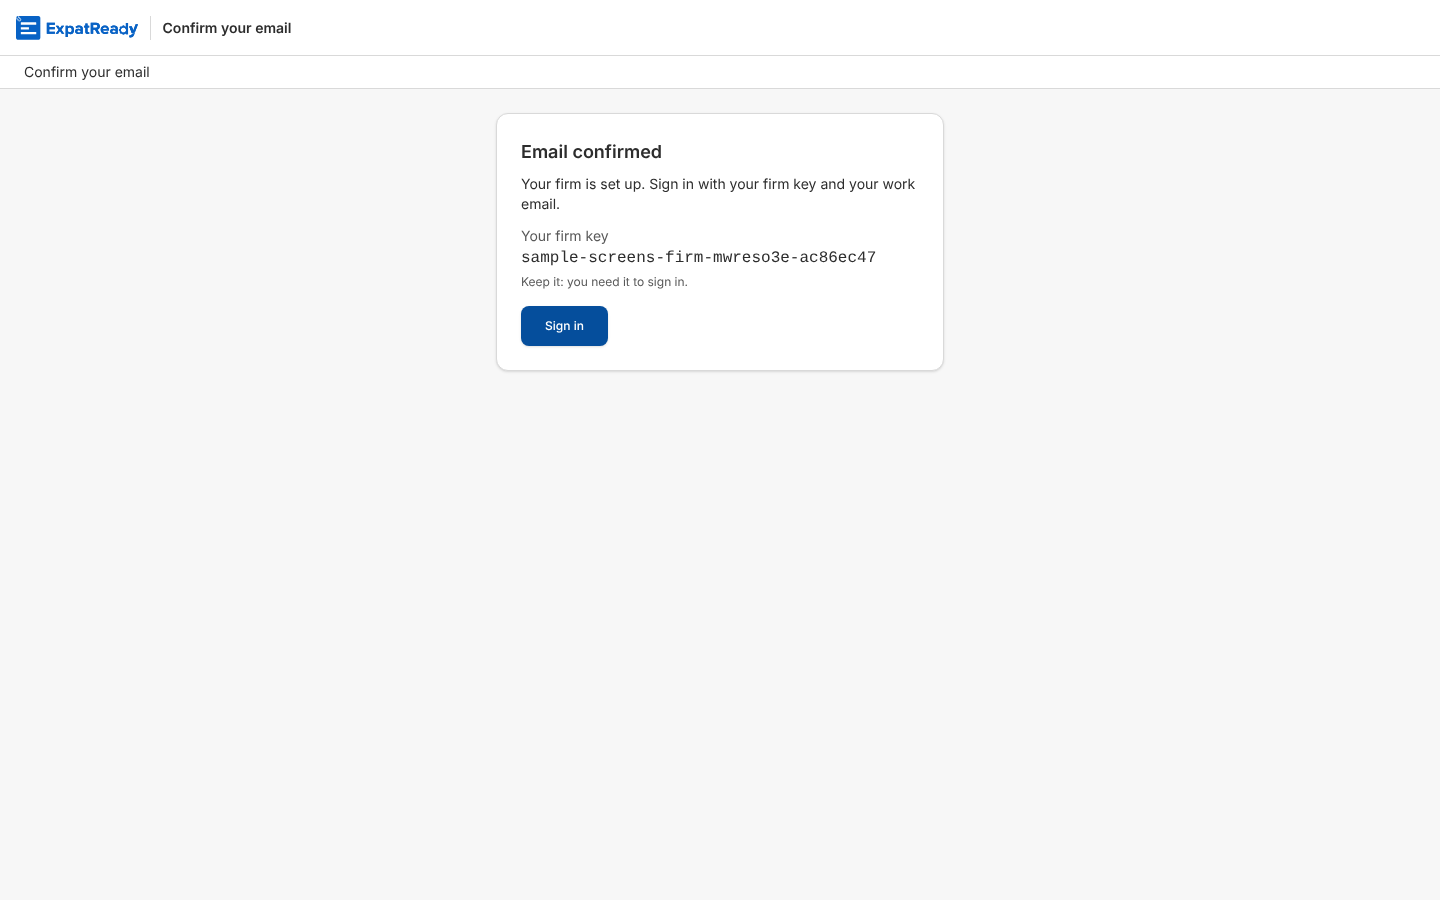 ExpatReady
Confirm your email
Confirm your email
Email confirmed
Your firm is set up. Sign in with your firm key and your work
email.
Your firm key
sample-screens-firm-mwreso3e-ac86ec47
Keep it: you need it to sign in.
Sign in